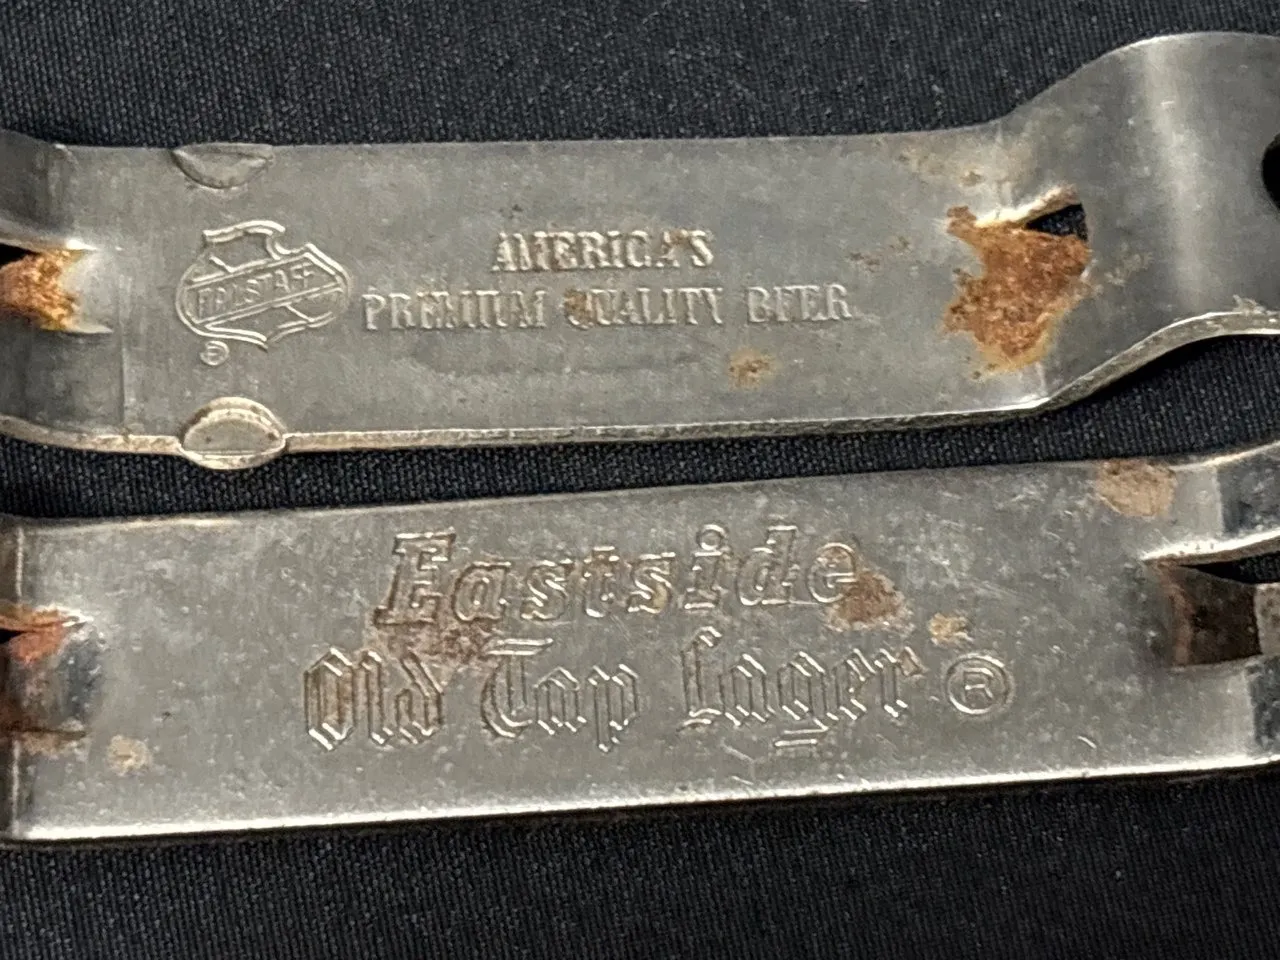 FALSTAFF
®
AMERICA'S
PREMIUM QUALITY BEER
Eastside
Old Tap Lager ®